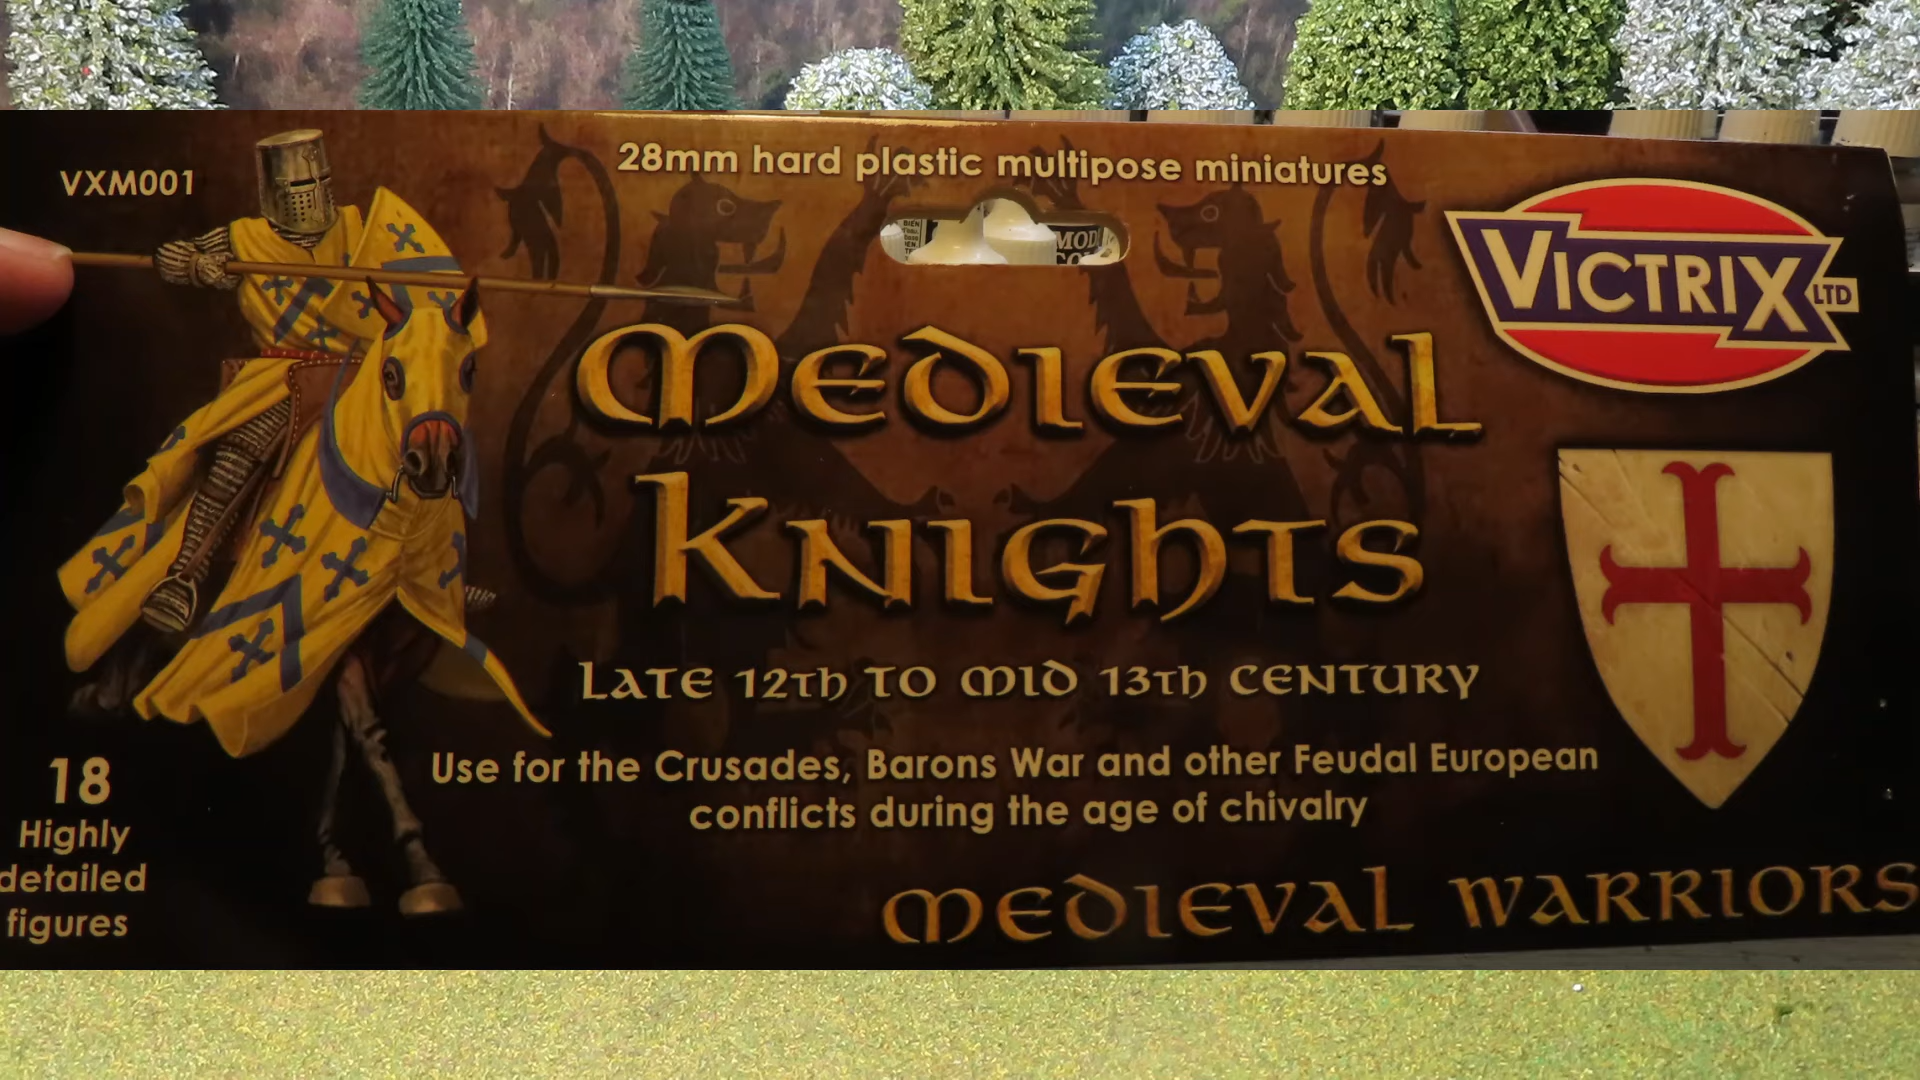 VXM001
28mm hard plastic multipose miniatures
VICTRIX LTD
MEDIEVAL
KNIGHTS
LATE 12TH TO MID 13TH CENTURY
Use for the Crusades, Barons War and other Feudal European
conflicts during the age of chivalry
18
Highly
detailed
figures
MEDIEVAL WARRIORS